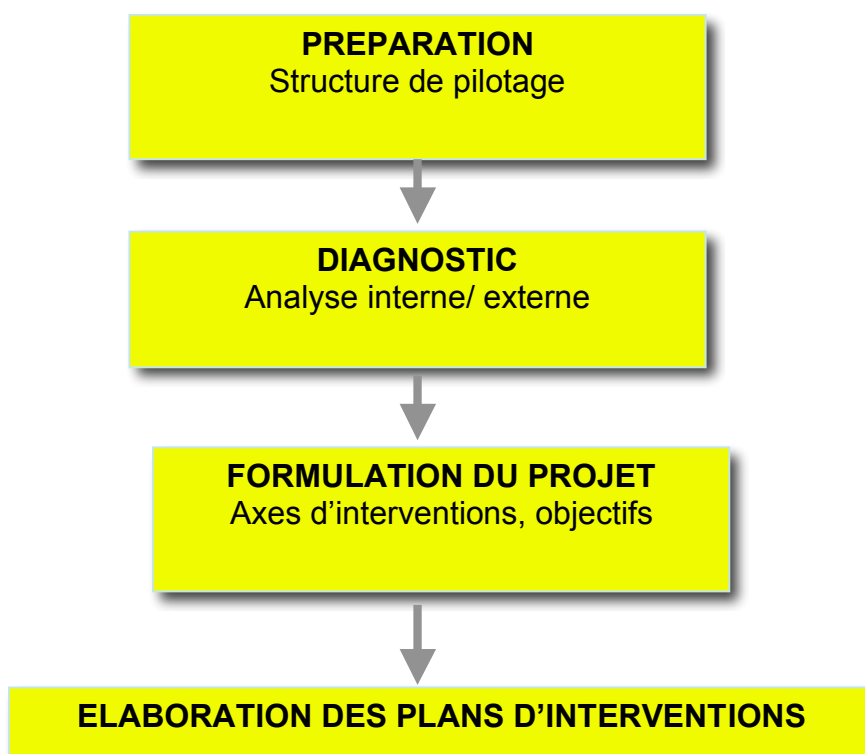 PREPARATION
Structure de pilotage
DIAGNOSTIC
Analyse interne/ externe
FORMULATION DU PROJET
Axes d’interventions, objectifs
ELABORATION DES PLANS D’INTERVENTIONS